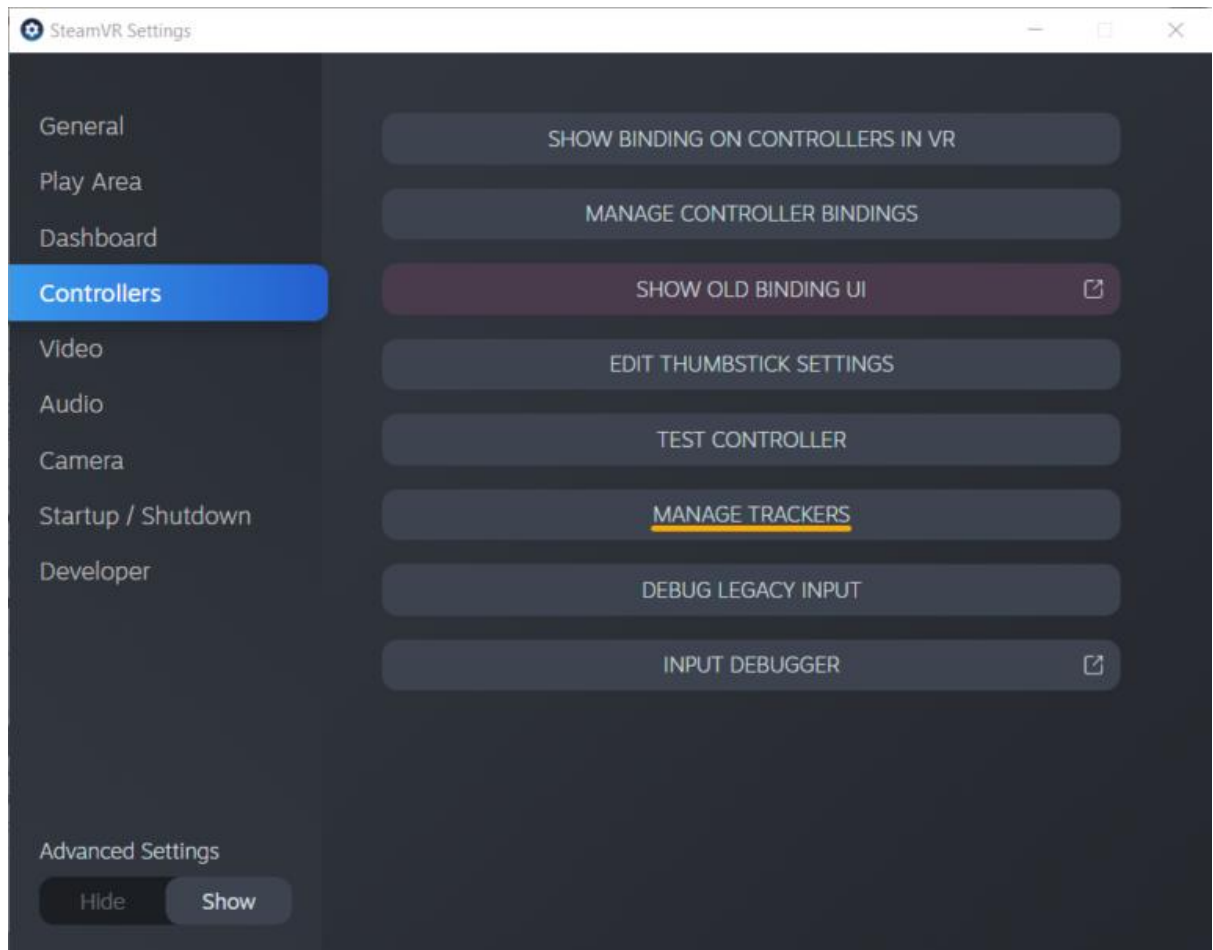 SteamVR Settings
General
Play Area
Dashboard
Controllers
Video
Audio
Camera
Startup / Shutdown
Developer
Advanced Settings
Hide
Show
SHOW BINDING ON CONTROLLERS IN VR
MANAGE CONTROLLER BINDINGS
SHOW OLD BINDING UI
EDIT THUMBSTICK SETTINGS
TEST CONTROLLER
MANAGE TRACKERS
DEBUG LEGACY INPUT
INPUT DEBUGGER